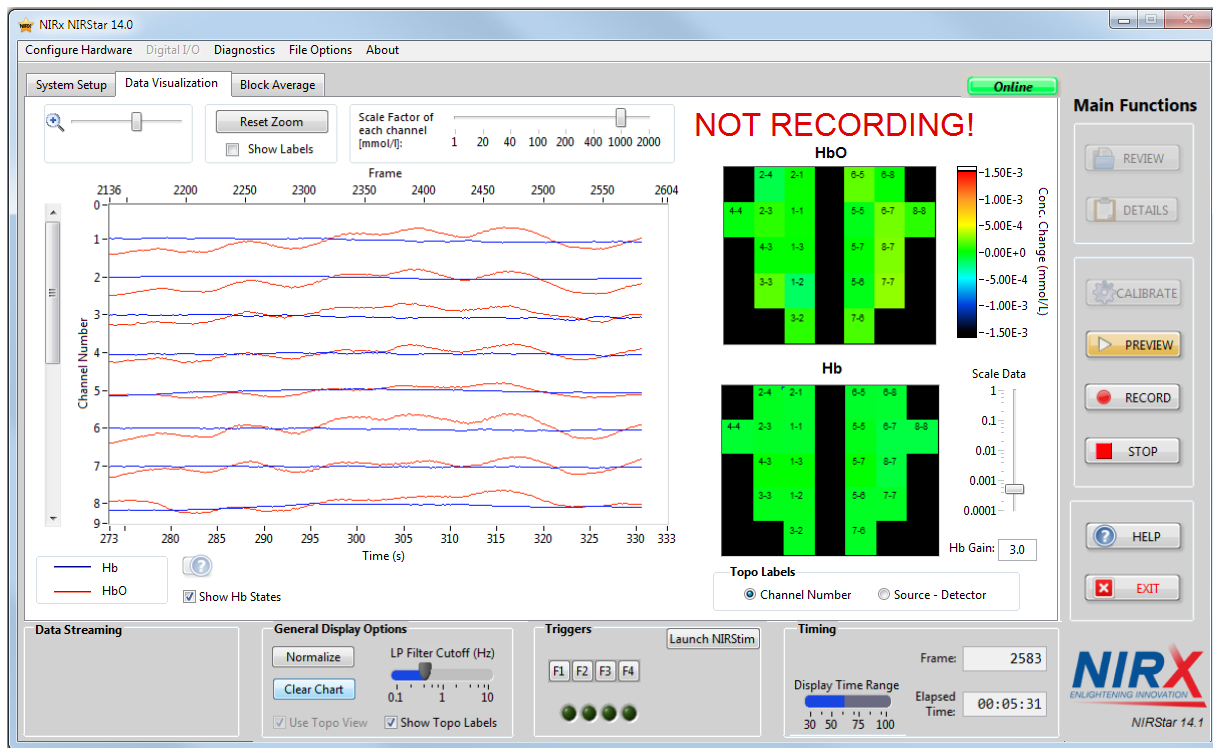 NIRx NIRStar 14.0
Configure Hardware Digital I/O Diagnostics File Options About
System Setup Data Visualization Block Average
Online
Reset Zoom
Show Labels
Scale Factor of
each channel
[mmol/l]:
1 20 40 100 200 400 1000 2000
NOT RECORDING!
Frame
2136 2200 2250 2300 2350 2400 2450 2500 2550 2604
Channel Number
0
1
2
3
4
5
6
7
8
9
273 280 285 290 295 300 305 310 315 320 325 330 333
Time (s)
Hb
HbO
Show Hb States
HbO
2-4 2-1 6-5 6-8
4-4 2-3 1-1 5-5 6-7 8-8
4-3 1-3 5-7 8-7
3-3 1-2 5-6 7-7
3-2 7-6
1.50E-3
1.00E-3
5.00E-4
0.00E+0
-5.00E-4
-1.00E-3
-1.50E-3
Conc. Change (mmol/L)
Hb
2-4 2-1 6-5 6-8
4-4 2-3 1-1 5-5 6-7 8-8
4-3 1-3 5-7 8-7
3-3 1-2 5-6 7-7
3-2 7-6
Scale Data
1
0.1
0.01
0.001
0.0001
Hb Gain: 3.0
Topo Labels
Channel Number Source - Detector
Main Functions
REVIEW
DETAILS
CALIBRATE
PREVIEW
RECORD
STOP
HELP
EXIT
Data Streaming
General Display Options
Normalize
Clear Chart
LP Filter Cutoff (Hz)
0.1 1 10
Use Topo View Show Topo Labels
Triggers
Launch NIRStim
F1 F2 F3 F4
Timing
Display Time Range
30 50 75 100
Frame: 2583
Elapsed
Time: 00:05:31
NIRX
ENLIGHTENING INNOVATION
NIRStar 14.1